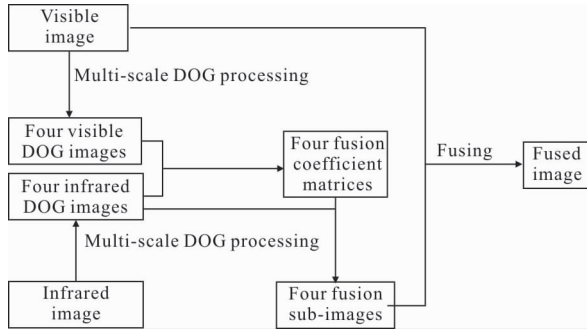 Visible
image
Multi-scale DOG processing
Four visible
DOG images
Four fusion
coefficient
matrices
Fusing
Fused
image
Four infrared
DOG images
Multi-scale DOG processing
Infrared
image
Four fusion
sub-images